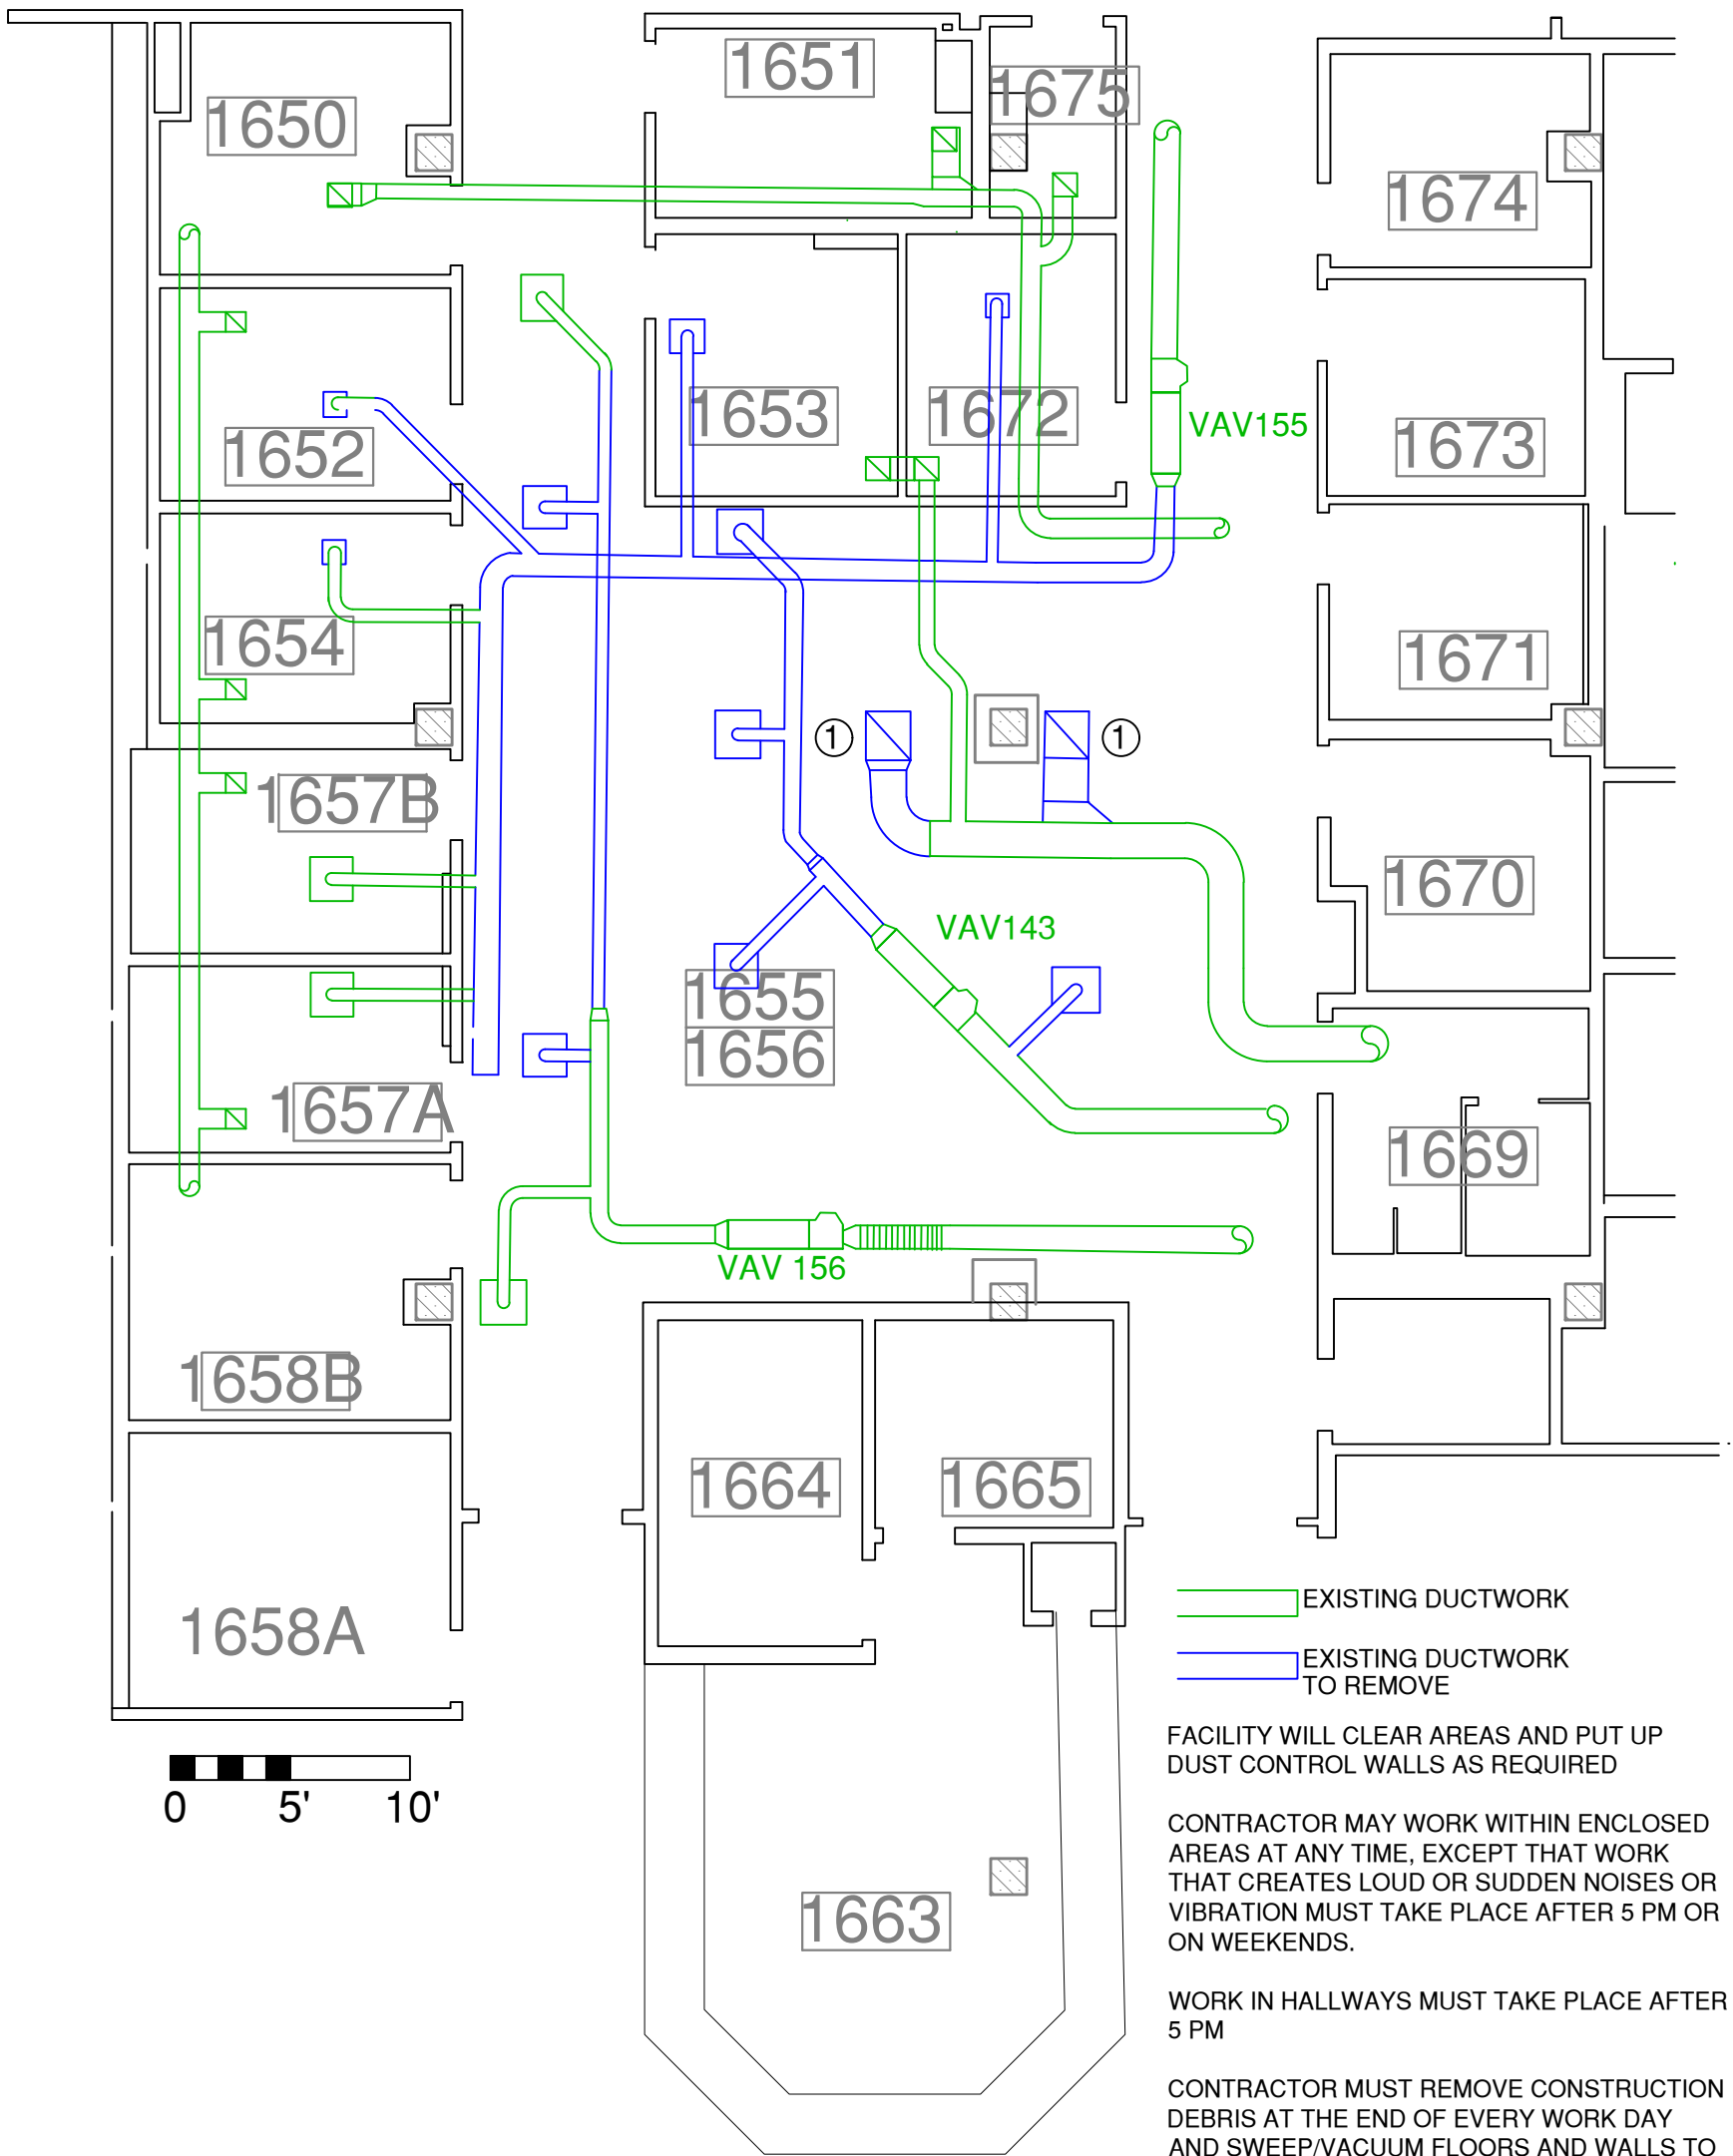 1651
1675
1650
1674
1653
1672
VAV155
1673
1652
1654
1671
1
1
1657B
1670
VAV143
1655
1656
1657A
1669
VAV 156
1658B
1664
1665
1658A
EXISTING DUCTWORK
EXISTING DUCTWORK
TO REMOVE
FACILITY WILL CLEAR AREAS AND PUT UP
DUST CONTROL WALLS AS REQUIRED
0 5' 10'
CONTRACTOR MAY WORK WITHIN ENCLOSED
AREAS AT ANY TIME, EXCEPT THAT WORK
THAT CREATES LOUD OR SUDDEN NOISES OR
VIBRATION MUST TAKE PLACE AFTER 5 PM OR
ON WEEKENDS.
1663
WORK IN HALLWAYS MUST TAKE PLACE AFTER
5 PM
CONTRACTOR MUST REMOVE CONSTRUCTION
DEBRIS AT THE END OF EVERY WORK DAY
AND SWEEP/VACUUM FLOORS AND WALLS TO